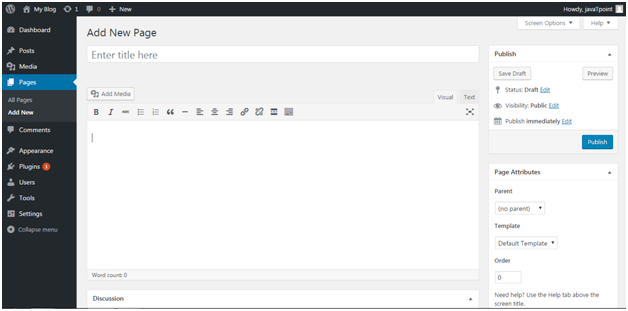 My Blog 1 0 New Howdy, javaTpoint
Screen Options Help
Dashboard
Posts
Media
Pages
All Pages
Add New
Comments
Appearance
Plugins 1
Users
Tools
Settings
Collapse menu
Add New Page
Enter title here
Add Media
Visual Text
B I ABC
Word count: 0
Discussion
Publish
Save Draft Preview
Status: Draft Edit
Visibility: Public Edit
Publish immediately Edit
Publish
Page Attributes
Parent
(no parent)
Template
Default Template
Order
0
Need help? Use the Help tab above the
screen title.